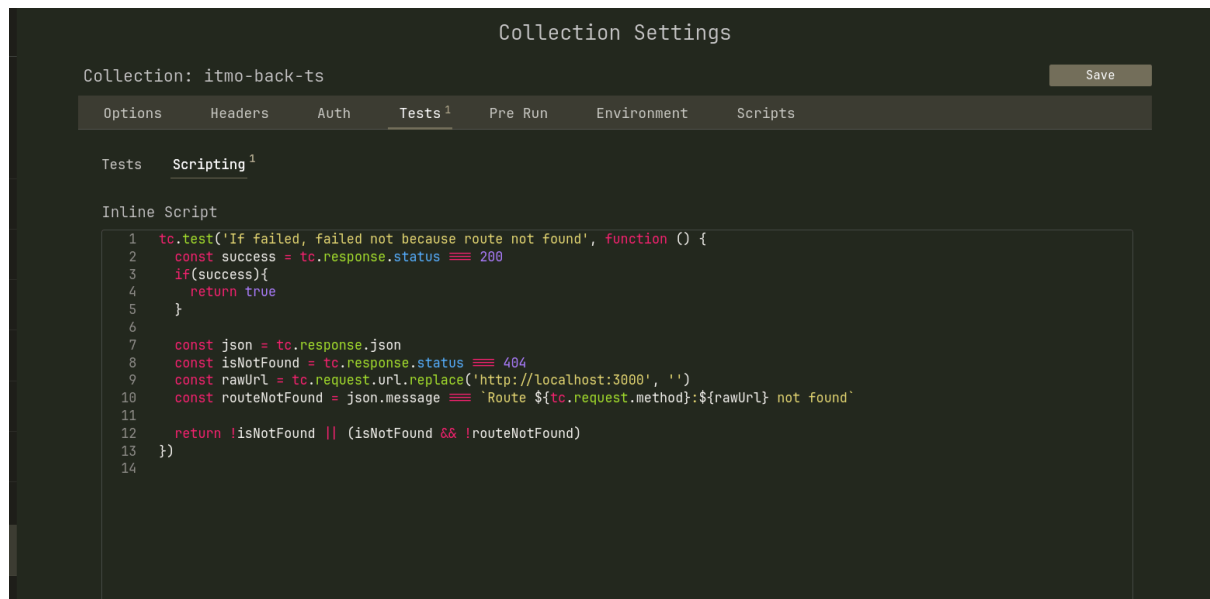 Collection Settings
Collection: itmo-back-ts
Save
Options Headers Auth Tests 1 Pre Run Environment Scripts
Tests Scripting 1
Inline Script
1 tc.test('If failed, failed not because route not found', function () {
2   const success = tc.response.status === 200
3   if(success){
4     return true
5   }
6
7   const json = tc.response.json
8   const isNotFound = tc.response.status === 404
9   const rawUrl = tc.request.url.replace('http://localhost:3000', '')
10   const routeNotFound = json.message === `Route ${tc.request.method}:${rawUrl} not found`
11
12   return !isNotFound || (isNotFound && !routeNotFound)
13 })
14